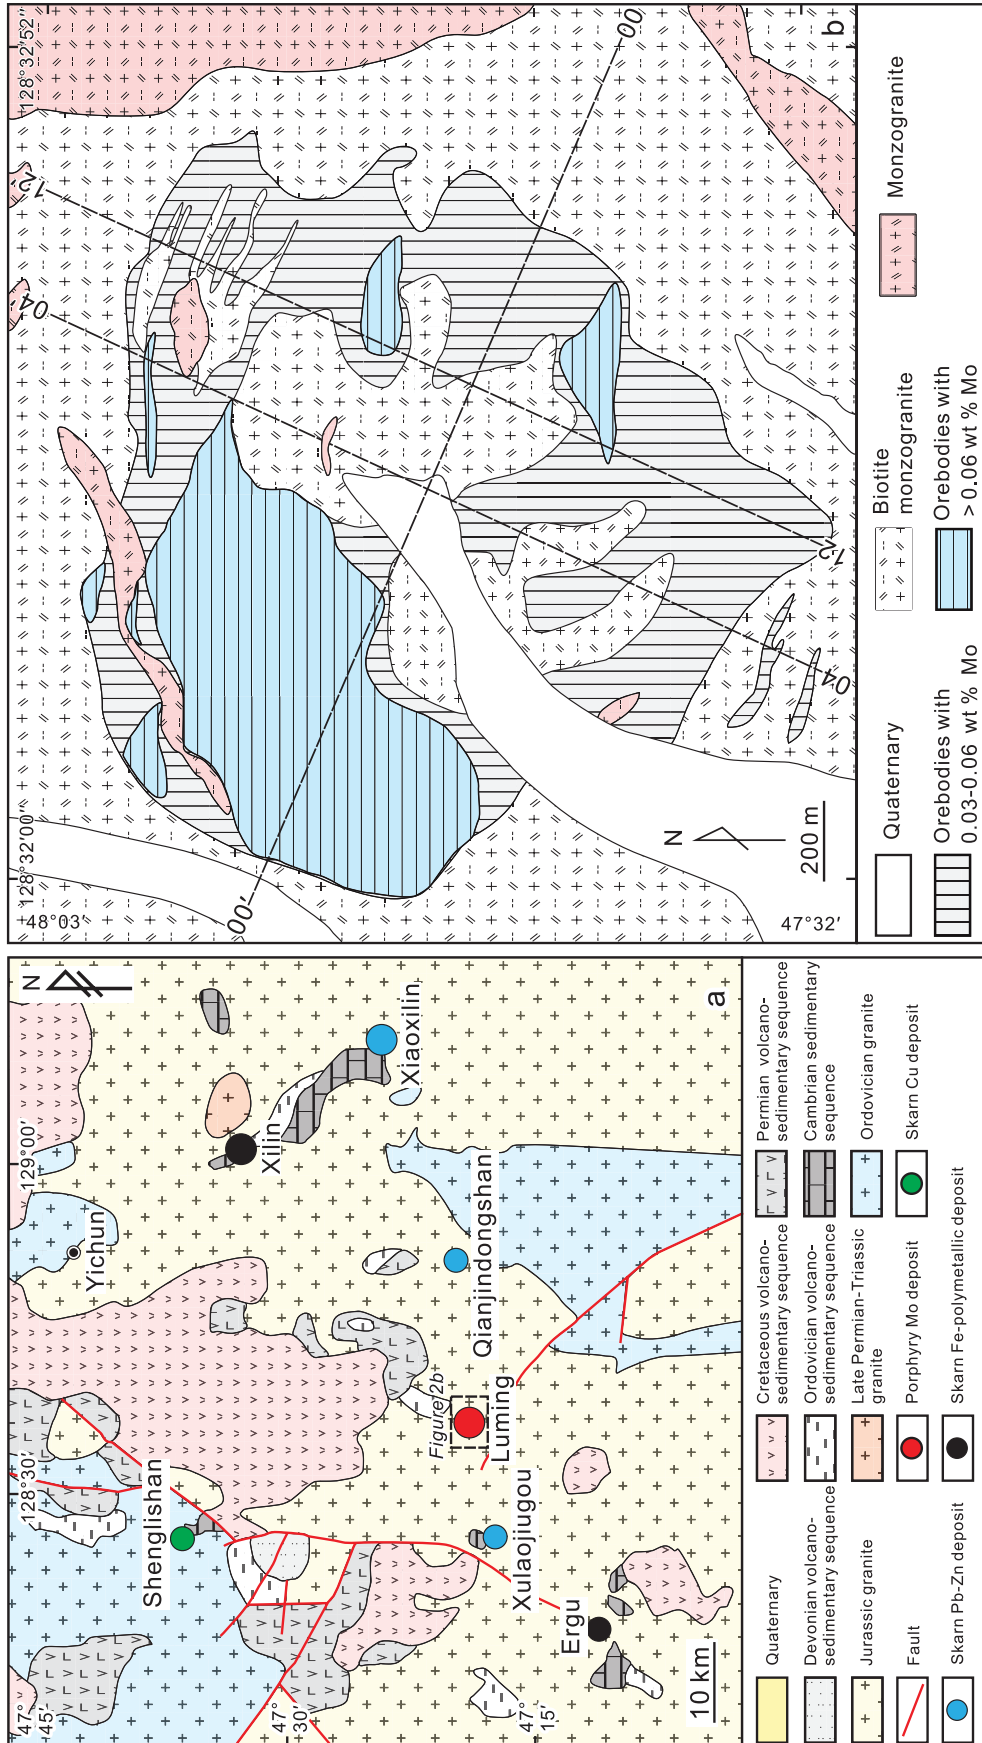 47°
45′
128°30′
129°00′
N
Yichun
Shenglishan
Xilin
Xiaoxilin
Figure 2b
Luming
Qianjindongshan
Xulaojiugou
Ergu
47°
30′
47°
15′
10 km
a
Quaternary
Cretaceous volcano-
sedimentary sequence
Permian volcano-
sedimentary sequence
Devonian volcano-
sedimentary sequence
Ordovician volcano-
sedimentary sequence
Cambrian sedimentary
sequence
Jurassic granite
Late Permian-Triassic
granite
Ordovician granite
Fault
Porphyry Mo deposit
Skarn Cu deposit
Skarn Pb-Zn deposit
Skarn Fe-polymetallic deposit
128°32′00″
128°32′52″
48°03′
47°32′
04′
12′
00′
00
04
12
N
200 m
b
Quaternary
Biotite
monzogranite
Monzogranite
Orebodies with
0.03-0.06 wt % Mo
Orebodies with
> 0.06 wt % Mo